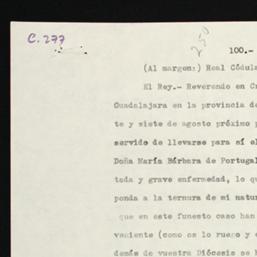 C. 277
250
100.-
(Al margen:) Real Cédula
El Rey.- Reverendo en Cr
Guadalajara en la provincia de
te y siete de agosto próximo p
servido de llevarse para sí el
Doña María Bárbara de Portugal
tada y grave enfermedad, lo qu
ponda a la ternura de mi natur
que en este funesto caso han
veniente (como os lo ruego y e
demás de vuestra Diócesis se h